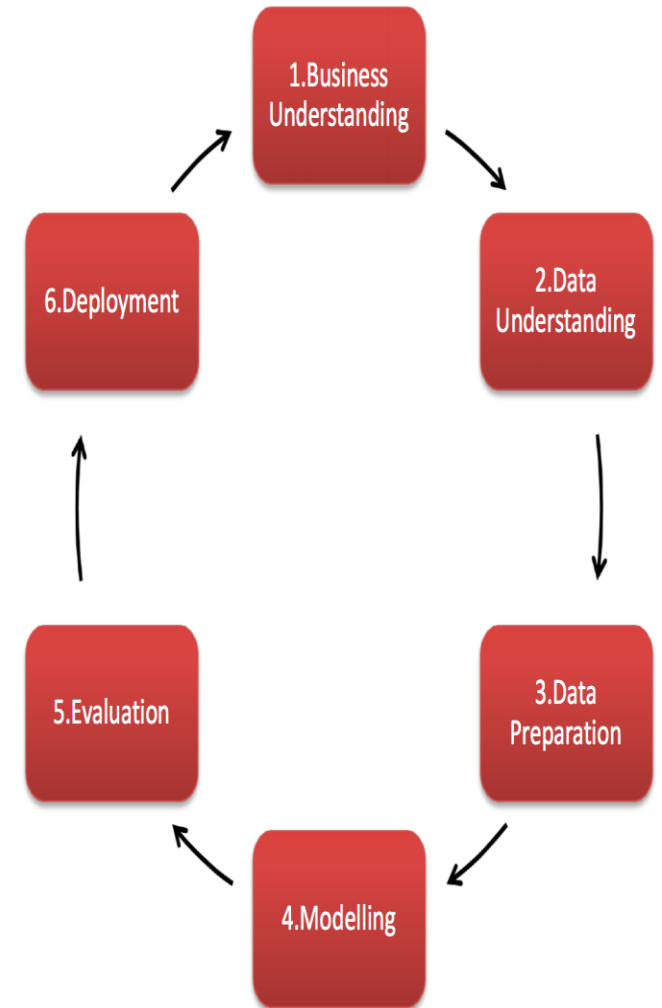 1.Business
Understanding
2.Data
Understanding
3.Data
Preparation
4.Modelling
5.Evaluation
6.Deployment